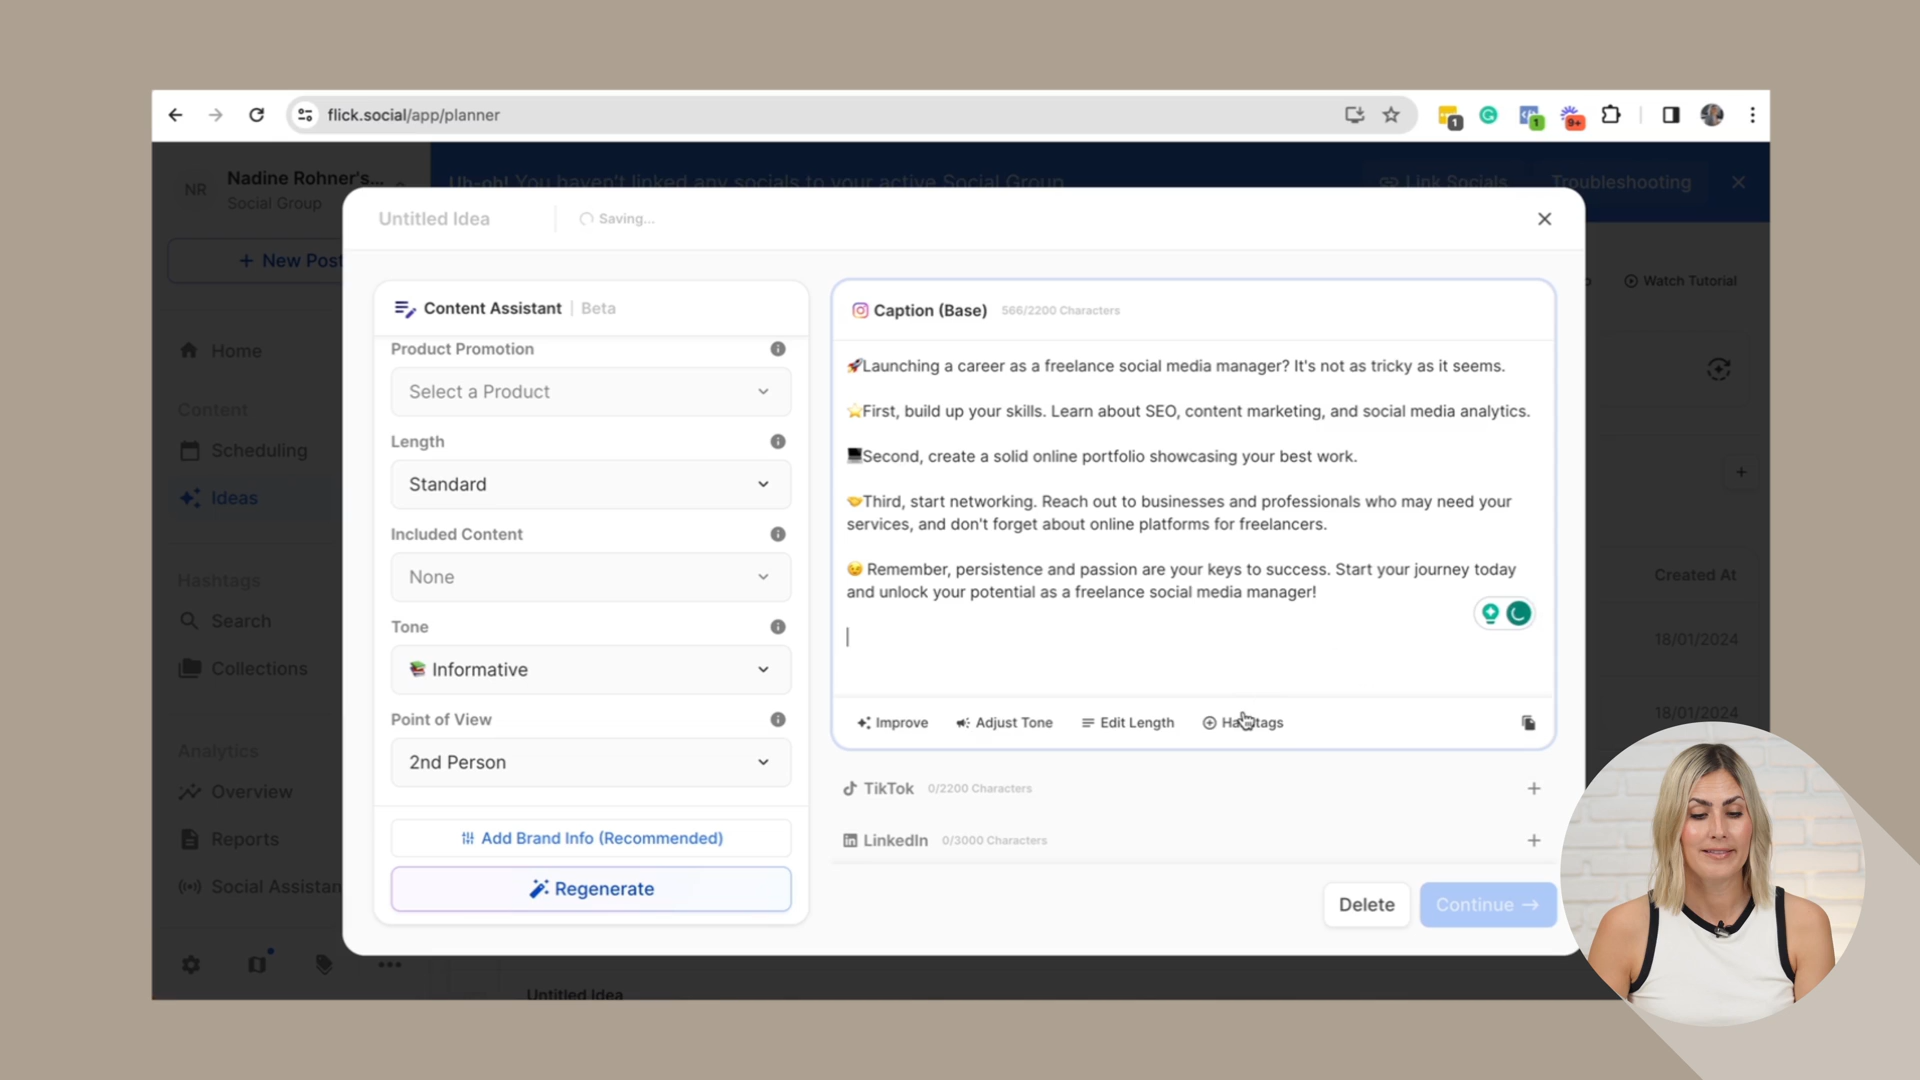 flick.social/app/planner
1
1
9+
NR
Nadine Rohner's...
Social Group
Uh-oh! You haven't linked any socials to your active Social Group
Link Socials
Troubleshooting
+ New Post
Watch Tutorial
Home
Content
Scheduling
Ideas
Hashtags
Search
Collections
Analytics
Overview
Reports
Social Assistan
Created At
18/01/2024
18/01/2024
Untitled Idea
Untitled Idea
Saving...
Content Assistant | Beta
Product Promotion
Select a Product
Length
Standard
Included Content
None
Tone
📚 Informative
Point of View
2nd Person
Add Brand Info (Recommended)
Regenerate
Caption (Base) 566/2200 Characters
🚀Launching a career as a freelance social media manager? It's not as tricky as it seems.
⭐First, build up your skills. Learn about SEO, content marketing, and social media analytics.
💻Second, create a solid online portfolio showcasing your best work.
🤝Third, start networking. Reach out to businesses and professionals who may need your
services, and don't forget about online platforms for freelancers.
😉 Remember, persistence and passion are your keys to success. Start your journey today
and unlock your potential as a freelance social media manager!
Improve
Adjust Tone
Edit Length
Hashtags
TikTok 0/2200 Characters
LinkedIn 0/3000 Characters
Delete
Continue →